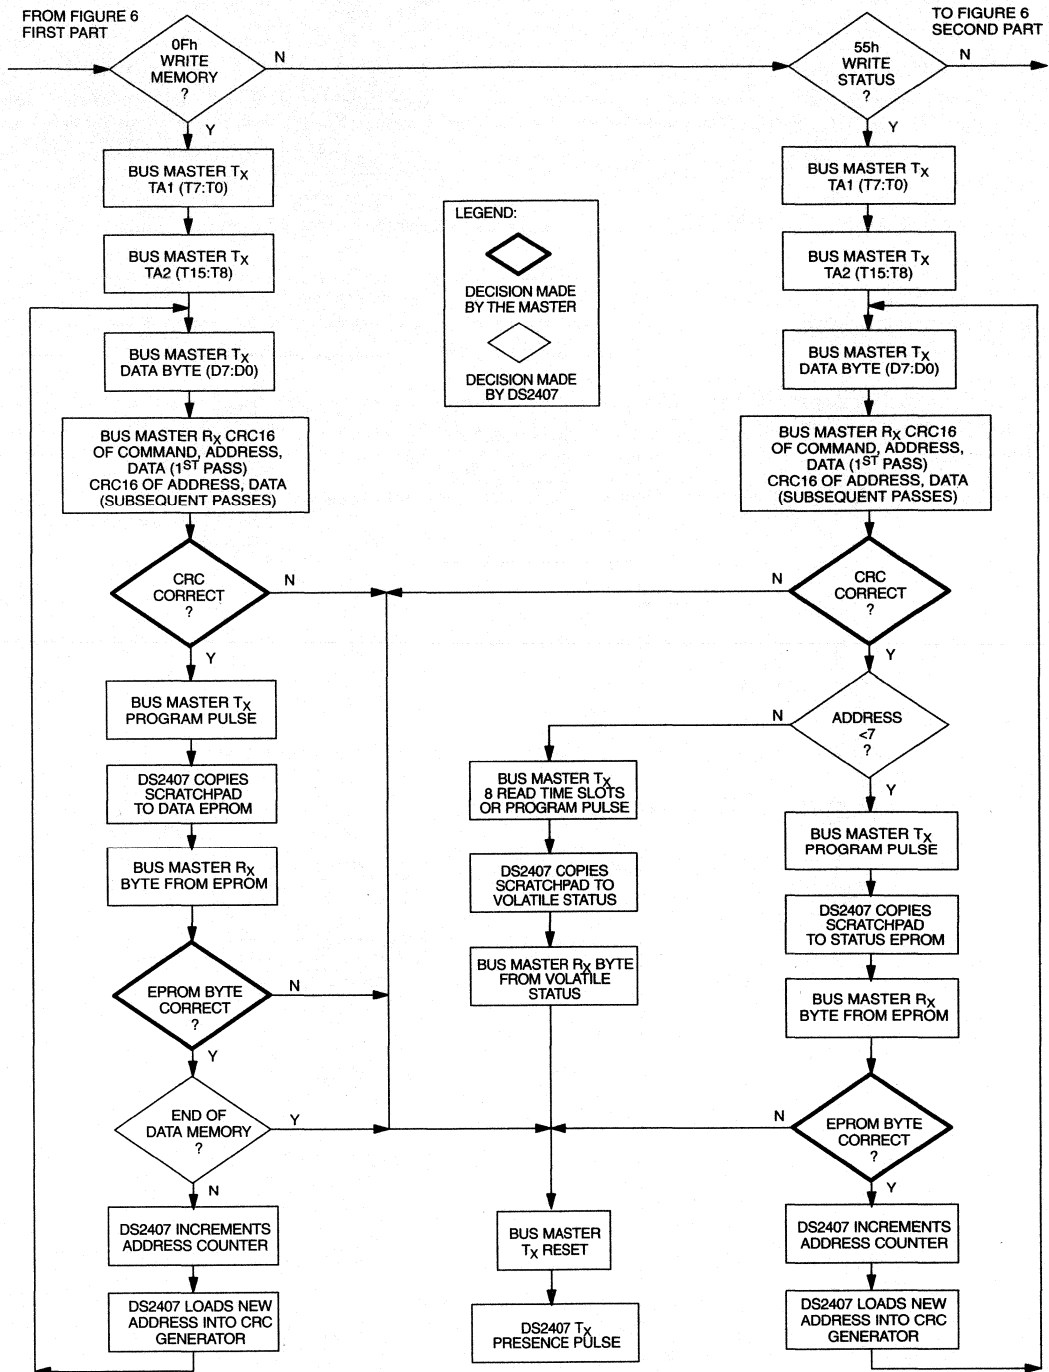 FROM FIGURE 6
FIRST PART
TO FIGURE 6
SECOND PART
0Fh
WRITE
MEMORY
?
N
Y
55h
WRITE
STATUS
?
N
Y
BUS MASTER TX
TA1 (T7:T0)
BUS MASTER TX
TA2 (T15:T8)
BUS MASTER TX
DATA BYTE (D7:D0)
BUS MASTER RX CRC16
OF COMMAND, ADDRESS,
DATA (1ST PASS)
CRC16 OF ADDRESS, DATA
(SUBSEQUENT PASSES)
CRC
CORRECT
?
N
Y
BUS MASTER TX
PROGRAM PULSE
DS2407 COPIES
SCRATCHPAD
TO DATA EPROM
BUS MASTER RX
BYTE FROM EPROM
EPROM BYTE
CORRECT
?
N
Y
END OF
DATA MEMORY
?
Y
N
DS2407 INCREMENTS
ADDRESS COUNTER
DS2407 LOADS NEW
ADDRESS INTO CRC
GENERATOR
LEGEND:
DECISION MADE
BY THE MASTER
DECISION MADE
BY DS2407
BUS MASTER TX
8 READ TIME SLOTS
OR PROGRAM PULSE
DS2407 COPIES
SCRATCHPAD TO
VOLATILE STATUS
BUS MASTER RX BYTE
FROM VOLATILE
STATUS
BUS MASTER
TX RESET
DS2407 TX
PRESENCE PULSE
BUS MASTER TX
TA1 (T7:T0)
BUS MASTER TX
TA2 (T15:T8)
BUS MASTER TX
DATA BYTE (D7:D0)
BUS MASTER RX CRC16
OF COMMAND, ADDRESS,
DATA (1ST PASS)
CRC16 OF ADDRESS, DATA
(SUBSEQUENT PASSES)
N
CRC
CORRECT
?
Y
N
ADDRESS
<7
?
Y
BUS MASTER TX
PROGRAM PULSE
DS2407 COPIES
SCRATCHPAD
TO STATUS EPROM
BUS MASTER RX
BYTE FROM EPROM
N
EPROM BYTE
CORRECT
?
Y
DS2407 INCREMENTS
ADDRESS COUNTER
DS2407 LOADS NEW
ADDRESS INTO CRC
GENERATOR